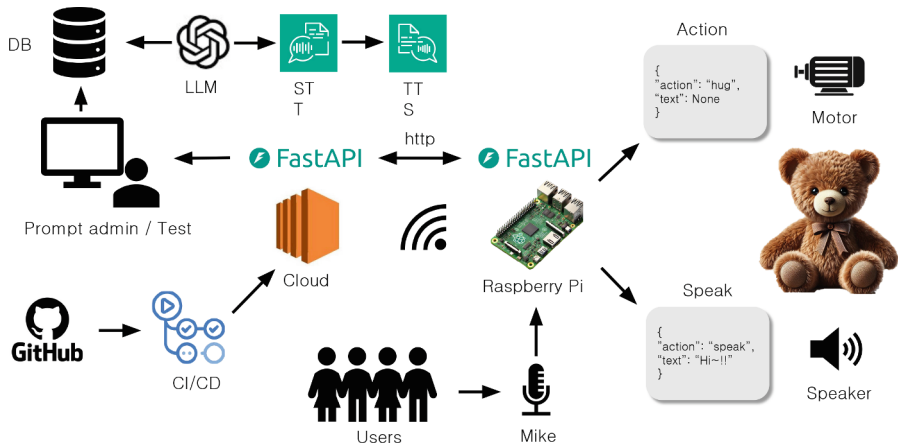 DB
LLM
ST
T
TT
S
Action
{
"action": "hug",
"text": None
}
Motor
http
FastAPI
FastAPI
Prompt admin / Test
Cloud
Raspberry Pi
GitHub
CI/CD
Speak
{
"action": "speak",
"text": "Hi~!!"
}
Speaker
Users
Mike